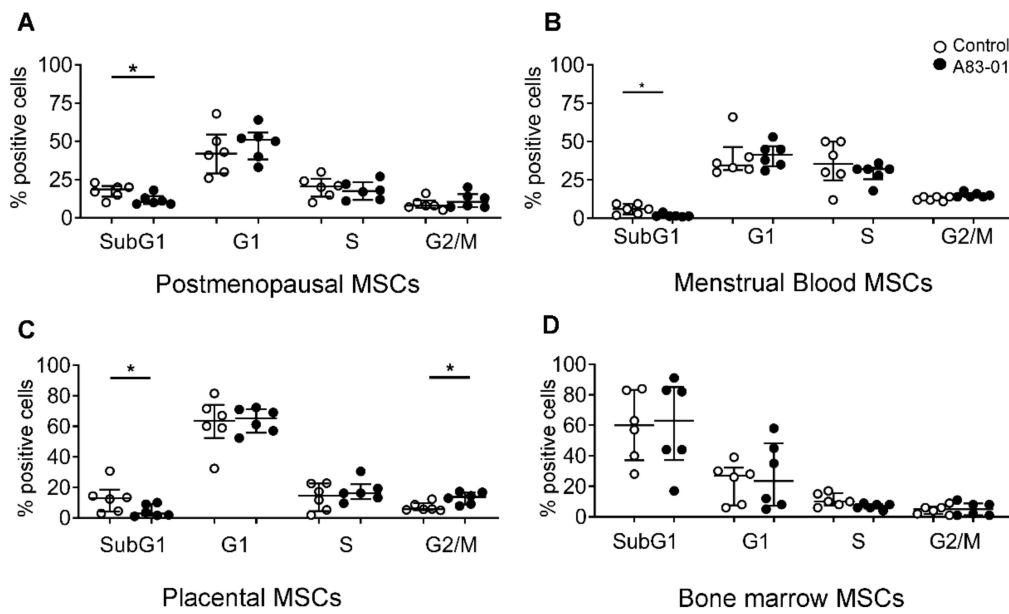 A
% positive cells
100
75
50
25
0
*
SubG1 G1 S G2/M
Postmenopausal MSCs
B
Control
A83-01
% positive cells
100
75
50
25
0
*
SubG1 G1 S G2/M
Menstrual Blood MSCs
C
% positive cells
100
80
60
40
20
0
* *
SubG1 G1 S G2/M
Placental MSCs
D
% positive cells
100
80
60
40
20
0
SubG1 G1 S G2/M
Bone marrow MSCs